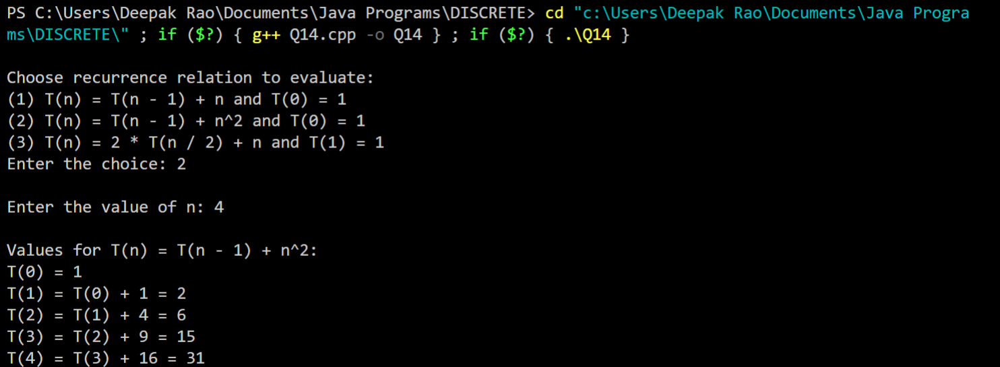 PS C:\Users\Deepak Rao\Documents\Java Programs\DISCRETE> cd "c:\Users\Deepak Rao\Documents\Java Progra
ms\DISCRETE\" ; if ($?) { g++ Q14.cpp -o Q14 } ; if ($?) { .\Q14 }
Choose recurrence relation to evaluate:
(1) T(n) = T(n - 1) + n and T(0) = 1
(2) T(n) = T(n - 1) + n^2 and T(0) = 1
(3) T(n) = 2 * T(n / 2) + n and T(1) = 1
Enter the choice: 2
Enter the value of n: 4
Values for T(n) = T(n - 1) + n^2:
T(0) = 1
T(1) = T(0) + 1 = 2
T(2) = T(1) + 4 = 6
T(3) = T(2) + 9 = 15
T(4) = T(3) + 16 = 31